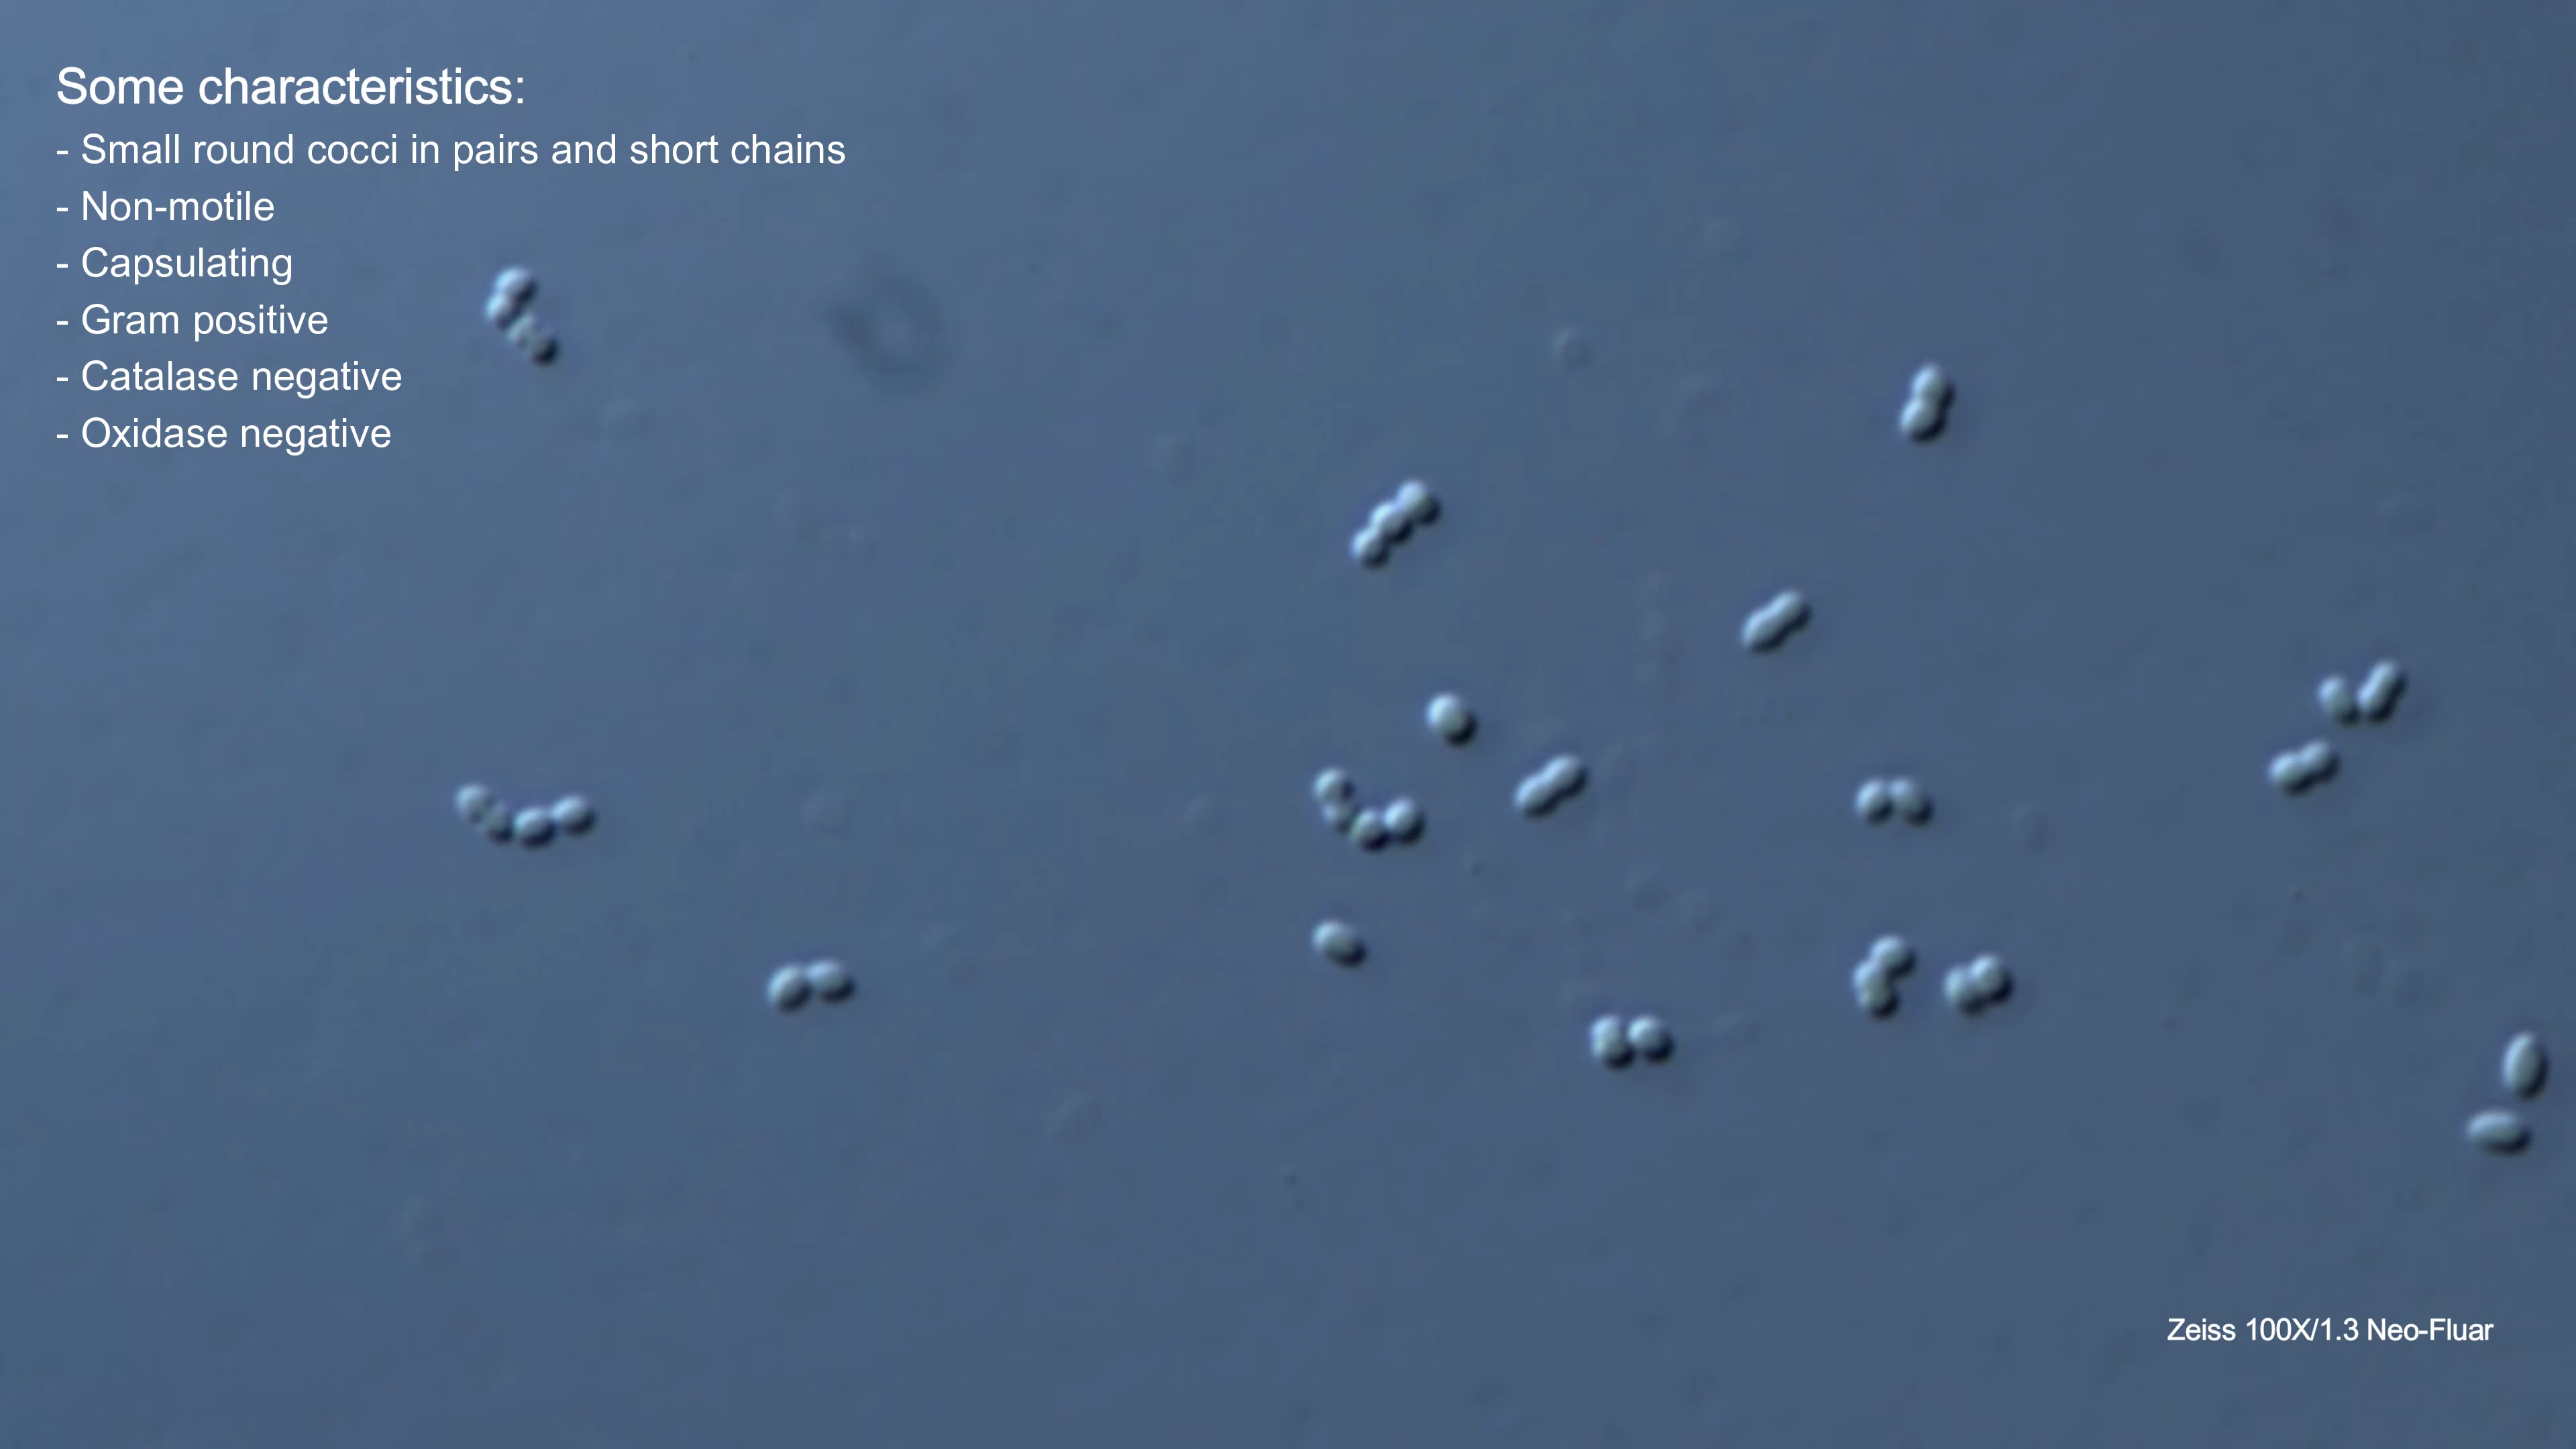 Some characteristics:
- Small round cocci in pairs and short chains
- Non-motile
- Capsulating
- Gram positive
- Catalase negative
- Oxidase negative
Zeiss 100X/1.3 Neo-Fluar